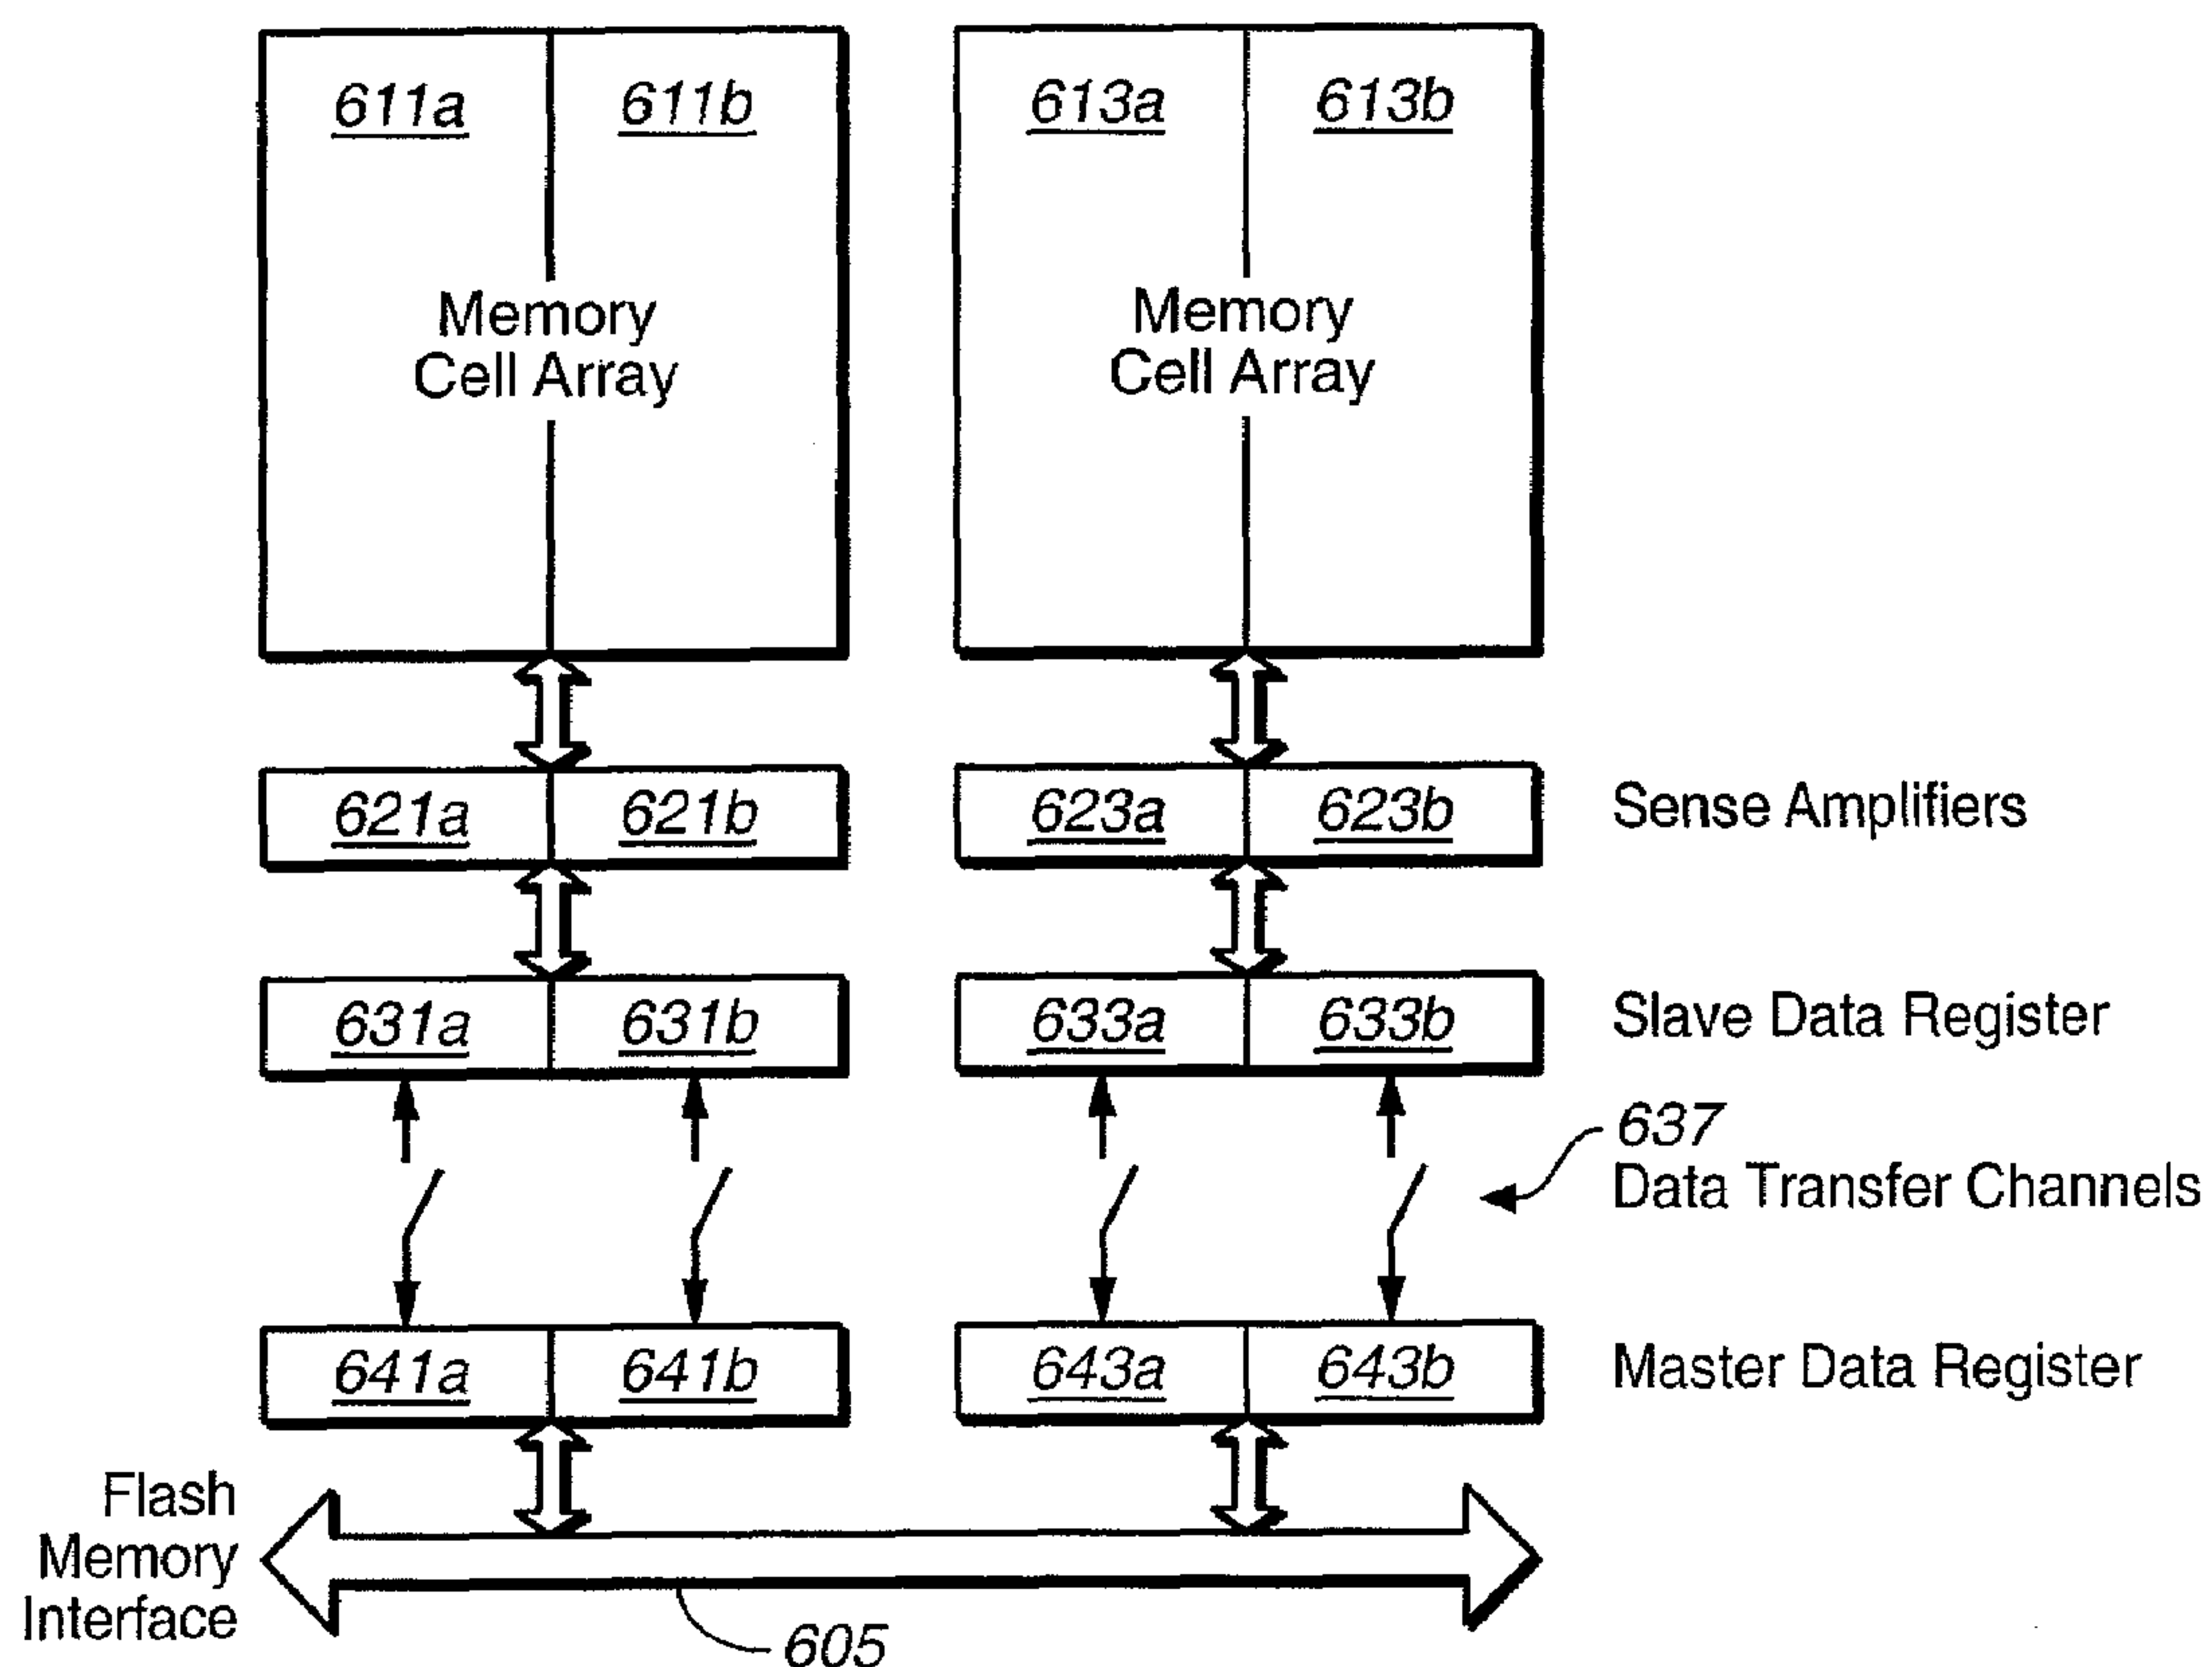 611a 611b 613a 613b
Memory
Cell Array
Memory
Cell Array
621a 621b 623a 623b Sense Amplifiers
631a 631b 633a 633b Slave Data Register
637
Data Transfer Channels
641a 641b 643a 643b Master Data Register
Flash
Memory
Interface
605